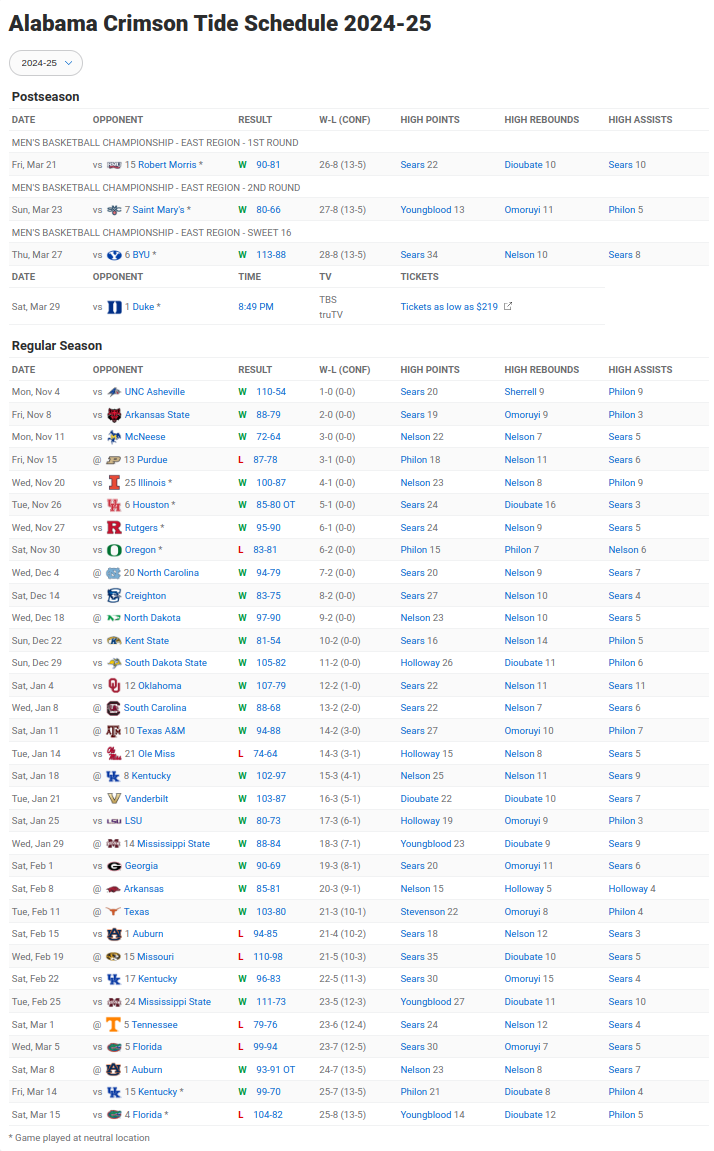 Alabama Crimson Tide Schedule 2024-25
2024-25
Postseason
DATE OPPONENT RESULT W-L (CONF) HIGH POINTS HIGH REBOUNDS HIGH ASSISTS
MEN'S BASKETBALL CHAMPIONSHIP - EAST REGION - 1ST ROUND
Fri, Mar 21 vs 15 Robert Morris * W 90-81 26-8 (13-5) Sears 22 Dioubate 10 Sears 10
MEN'S BASKETBALL CHAMPIONSHIP - EAST REGION - 2ND ROUND
Sun, Mar 23 vs 7 Saint Mary's * W 80-66 27-8 (13-5) Youngblood 13 Omoruyi 11 Philon 5
MEN'S BASKETBALL CHAMPIONSHIP - EAST REGION - SWEET 16
Thu, Mar 27 vs 6 BYU * W 113-88 28-8 (13-5) Sears 34 Nelson 10 Sears 8
DATE OPPONENT TIME TV TICKETS
Sat, Mar 29 vs 1 Duke * 8:49 PM TBS Tickets as low as $219
truTV
Regular Season
DATE OPPONENT RESULT W-L (CONF) HIGH POINTS HIGH REBOUNDS HIGH ASSISTS
Mon, Nov 4 vs UNC Asheville W 110-54 1-0 (0-0) Sears 20 Sherrell 9 Philon 9
Fri, Nov 8 vs Arkansas State W 88-79 2-0 (0-0) Sears 19 Omoruyi 9 Philon 3
Mon, Nov 11 vs McNeese W 72-64 3-0 (0-0) Nelson 22 Nelson 7 Sears 5
Fri, Nov 15 @ 13 Purdue L 87-78 3-1 (0-0) Philon 18 Nelson 11 Sears 6
Wed, Nov 20 vs 25 Illinois * W 100-87 4-1 (0-0) Nelson 23 Nelson 8 Philon 9
Tue, Nov 26 vs 6 Houston * W 85-80 OT 5-1 (0-0) Sears 24 Dioubate 16 Sears 3
Wed, Nov 27 vs Rutgers * W 95-90 6-1 (0-0) Sears 24 Nelson 9 Sears 5
Sat, Nov 30 vs Oregon * L 83-81 6-2 (0-0) Philon 15 Philon 7 Nelson 6
Wed, Dec 4 @ 20 North Carolina W 94-79 7-2 (0-0) Sears 20 Nelson 9 Sears 7
Sat, Dec 14 vs Creighton W 83-75 8-2 (0-0) Sears 27 Nelson 10 Sears 4
Wed, Dec 18 @ North Dakota W 97-90 9-2 (0-0) Nelson 23 Nelson 10 Sears 5
Sun, Dec 22 vs Kent State W 81-54 10-2 (0-0) Sears 16 Nelson 14 Philon 5
Sun, Dec 29 vs South Dakota State W 105-82 11-2 (0-0) Holloway 26 Dioubate 11 Philon 6
Sat, Jan 4 vs 12 Oklahoma W 107-79 12-2 (1-0) Sears 22 Nelson 11 Sears 11
Wed, Jan 8 @ South Carolina W 88-68 13-2 (2-0) Sears 22 Nelson 7 Sears 6
Sat, Jan 11 @ 10 Texas A&M W 94-88 14-2 (3-0) Sears 27 Omoruyi 10 Philon 7
Tue, Jan 14 vs 21 Ole Miss L 74-64 14-3 (3-1) Holloway 15 Nelson 8 Sears 5
Sat, Jan 18 @ 8 Kentucky W 102-97 15-3 (4-1) Nelson 25 Nelson 11 Sears 9
Tue, Jan 21 vs Vanderbilt W 103-87 16-3 (5-1) Dioubate 22 Dioubate 10 Sears 7
Sat, Jan 25 vs LSU W 80-73 17-3 (6-1) Holloway 19 Omoruyi 9 Philon 3
Wed, Jan 29 @ 14 Mississippi State W 88-84 18-3 (7-1) Youngblood 23 Dioubate 9 Sears 9
Sat, Feb 1 vs Georgia W 90-69 19-3 (8-1) Sears 20 Omoruyi 11 Sears 6
Sat, Feb 8 @ Arkansas W 85-81 20-3 (9-1) Nelson 15 Holloway 5 Holloway 4
Tue, Feb 11 @ Texas W 103-80 21-3 (10-1) Stevenson 22 Omoruyi 8 Philon 4
Sat, Feb 15 vs 1 Auburn L 94-85 21-4 (10-2) Sears 18 Nelson 12 Sears 3
Wed, Feb 19 @ 15 Missouri L 110-98 21-5 (10-3) Sears 35 Dioubate 10 Sears 5
Sat, Feb 22 vs 17 Kentucky W 96-83 22-5 (11-3) Sears 30 Omoruyi 15 Sears 4
Tue, Feb 25 vs 24 Mississippi State W 111-73 23-5 (12-3) Youngblood 27 Dioubate 11 Sears 10
Sat, Mar 1 @ 5 Tennessee L 79-76 23-6 (12-4) Sears 24 Nelson 12 Sears 4
Wed, Mar 5 vs 5 Florida L 99-94 23-7 (12-5) Sears 30 Omoruyi 7 Sears 5
Sat, Mar 8 @ 1 Auburn W 93-91 OT 24-7 (13-5) Nelson 23 Nelson 8 Sears 7
Fri, Mar 14 vs 15 Kentucky * W 99-70 25-7 (13-5) Philon 21 Dioubate 8 Philon 4
Sat, Mar 15 vs 4 Florida * L 104-82 25-8 (13-5) Youngblood 14 Dioubate 12 Philon 5
* Game played at neutral location